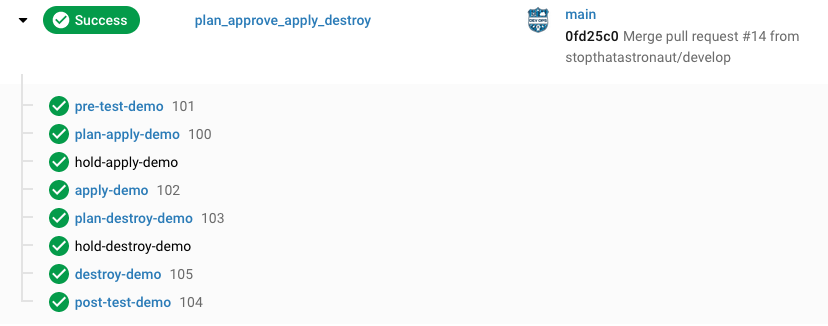 Success plan_approve_apply_destroy main
DEV OPS
0fd25c0 Merge pull request #14 from
stopthatastronaut/develop
pre-test-demo 101
plan-apply-demo 100
hold-apply-demo
apply-demo 102
plan-destroy-demo 103
hold-destroy-demo
destroy-demo 105
post-test-demo 104